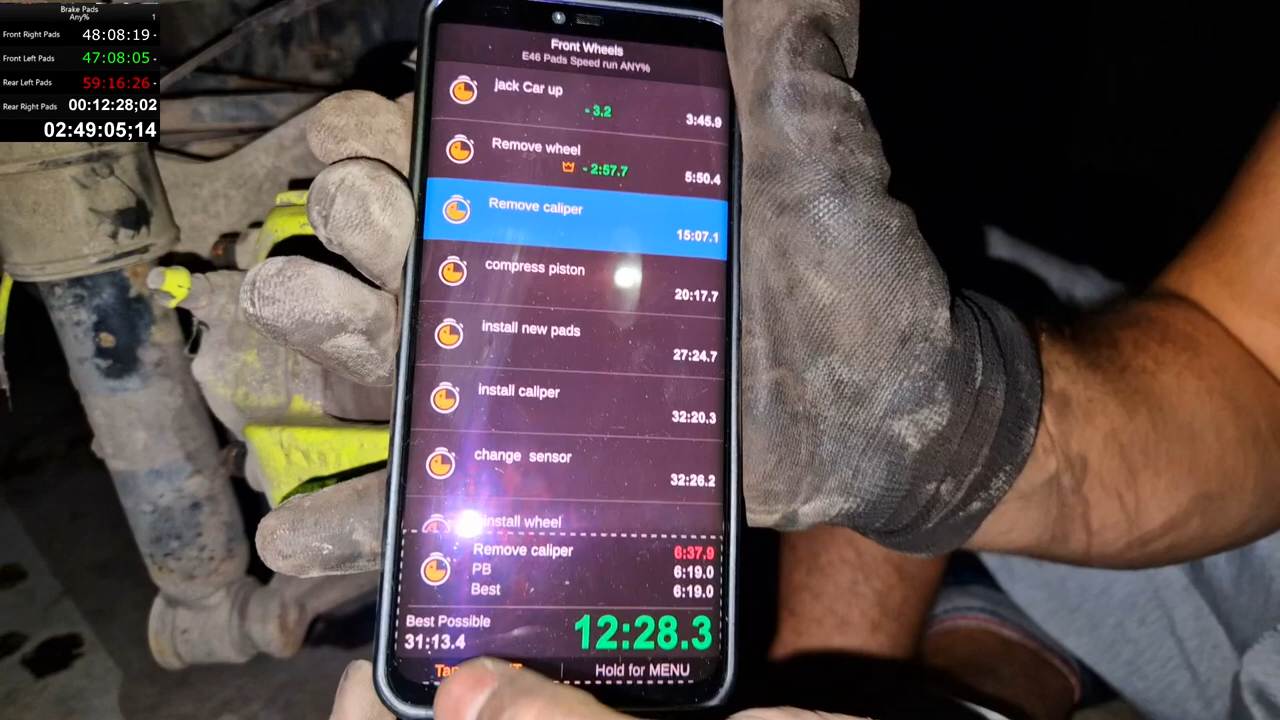 Brake Pads
Any% 1
Front Right Pads 48:08:19 -
Front Left Pads 47:08:05 -
Rear Left Pads 59:16:26 -
Rear Right Pads 00:12:28;02
02:49:05;14
Front Wheels
E46 Pads Speed run ANY%
jack Car up
- 3.2 3:45.9
Remove wheel
- 2:57.7 5:50.4
Remove caliper
15:07.1
compress piston
20:17.7
install new pads
27:24.7
install caliper
32:20.3
change sensor
32:26.2
install wheel
Remove caliper 6:37.9
PB 6:19.0
Best 6:19.0
Best Possible
31:13.4 12:28.3
Hold for MENU